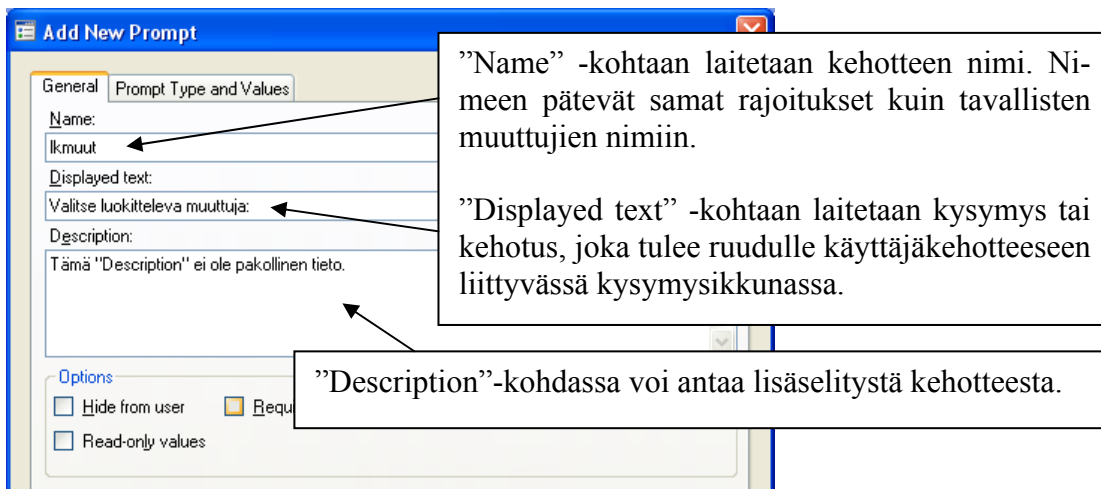 Add New Prompt
General Prompt Type and Values
Name:
lkmuut
Displayed text:
Valitse luokitteleva muuttuja:
Description:
Tämä "Description" ei ole pakollinen tieto.
Options
Hide from user
Read-only values
”Name” -kohtaan laitetaan kehotteen nimi. Ni-
meen pätevät samat rajoitukset kuin tavallisten
muuttujien nimiin.
”Displayed text” -kohtaan laitetaan kysymys tai
kehotus, joka tulee ruudulle käyttäjäkehotteeseen
liittyvässä kysymysikkunassa.
”Description”-kohdassa voi antaa lisäselitystä kehotteesta.